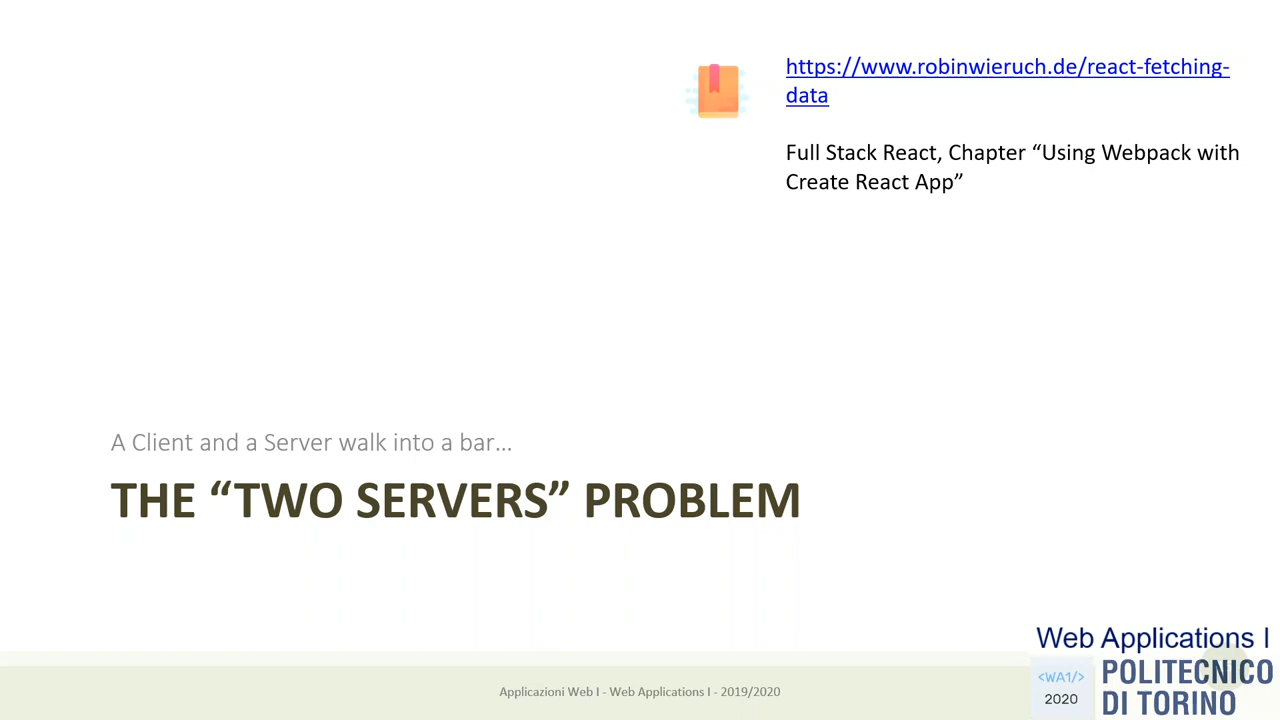 https://www.robinwieruch.de/react-fetching-
data
Full Stack React, Chapter “Using Webpack with
Create React App”
A Client and a Server walk into a bar…
THE “TWO SERVERS” PROBLEM
Applicazioni Web I - Web Applications I - 2019/2020
Web Applications I
<WA1/>
2020
POLITECNICO
DI TORINO